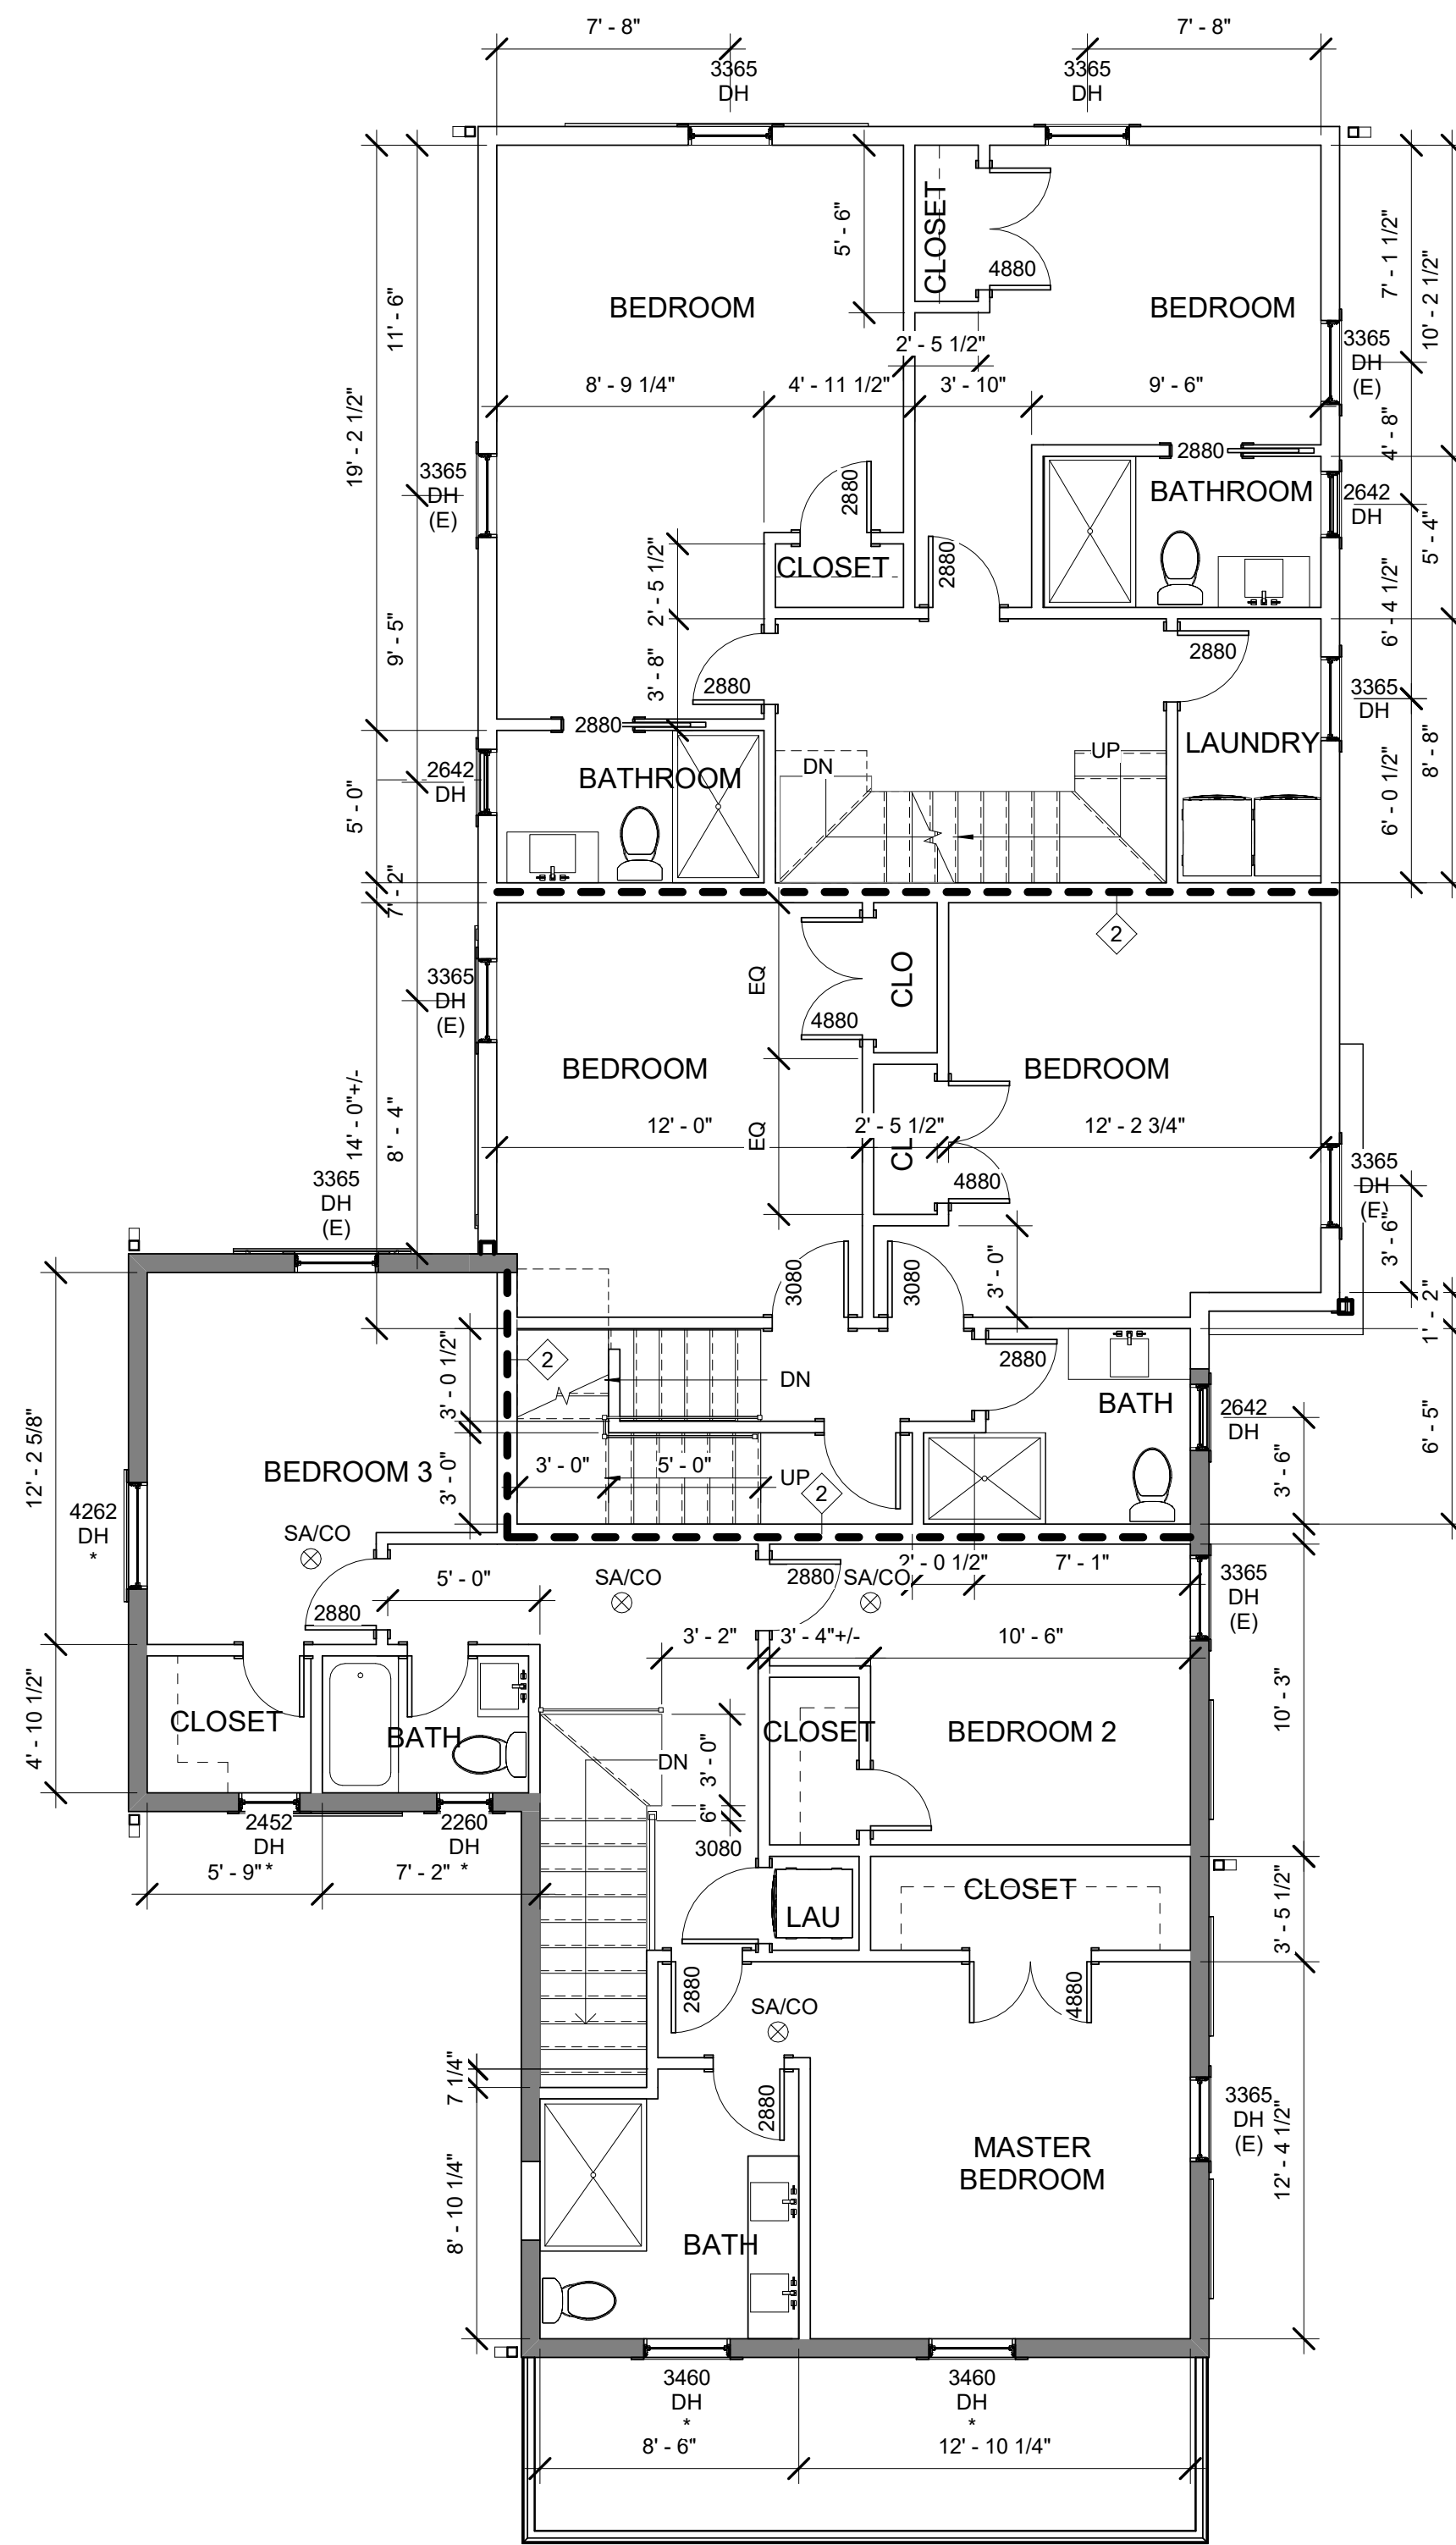 7' - 8"
7' - 8"
3365
DH
3365
DH
5' - 6"
CLOSET
4880
7' - 1 1/2"
10' - 2 1/2"
11' - 6"
19' - 2 1/2"
BEDROOM
BEDROOM
3365
DH
(E)
2' - 5 1/2"
8' - 9 1/4"
4' - 11 1/2"
3' - 10"
9' - 6"
4' - 8"
3365
DH
(E)
2880
2880
BATHROOM
2642
DH
5' - 4"
2' - 5 1/2"
CLOSET
2880
6' - 4 1/2"
9' - 5"
3' - 8"
2880
2880
3365
DH
2880
LAUNDRY
8' - 8"
2642
DH
BATHROOM
DN
UP
6' - 0 1/2"
5' - 0"
7' - 2"
2
3365
DH
(E)
EQ
CLO
4880
BEDROOM
BEDROOM
14' - 0"+/-
8' - 4"
12' - 0"
EQ
2' - 5 1/2"
CL
12' - 2 3/4"
4880
3365
DH
(E)
3' - 6"
3365
DH
(E)
3080
3080
3' - 0"
1' - 2"
2
3' - 0 1/2"
DN
2880
BATH
2642
DH
6' - 5"
12' - 2 5/8"
BEDROOM 3
3' - 0"
3' - 0"
5' - 0"
UP
2
3' - 6"
4262
DH
*
SA/CO
2880
5' - 0"
SA/CO
2880
SA/CO
2' - 0 1/2"
7' - 1"
3365
DH
(E)
3' - 2"
3' - 4"+/-
10' - 6"
10' - 3"
4' - 10 1/2"
CLOSET
BATH
DN
3' - 0"
6"
CLOSET
BEDROOM 2
2452
DH
*
2260
DH
*
5' - 9"
7' - 2"
3080
LAU
CLOSET
3' - 5 1/2"
2880
SA/CO
4880
7 1/4"
2880
3365
DH
(E)
12' - 4 1/2"
MASTER
BEDROOM
8' - 10 1/4"
BATH
3460
DH
*
3460
DH
*
8' - 6"
12' - 10 1/4"